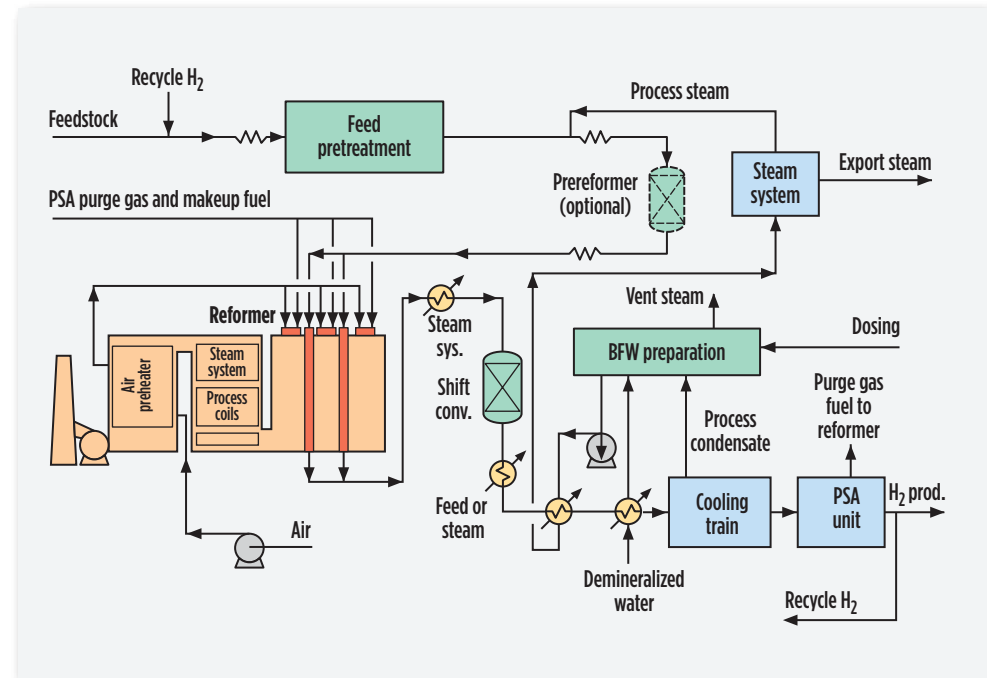 Recycle H2
Feedstock
Feed
pretreatment
Process steam
Steam
system
Export steam
Prereformer
(optional)
PSA purge gas and makeup fuel
Reformer
Air
preheater
Steam
system
Process
coils
Steam
sys.
Shift
conv.
Feed or
steam
Air
Vent steam
BFW preparation
Dosing
Process
condensate
Purge gas
fuel to
reformer
Cooling
train
PSA
unit
H2 prod.
Demineralized
water
Recycle H2